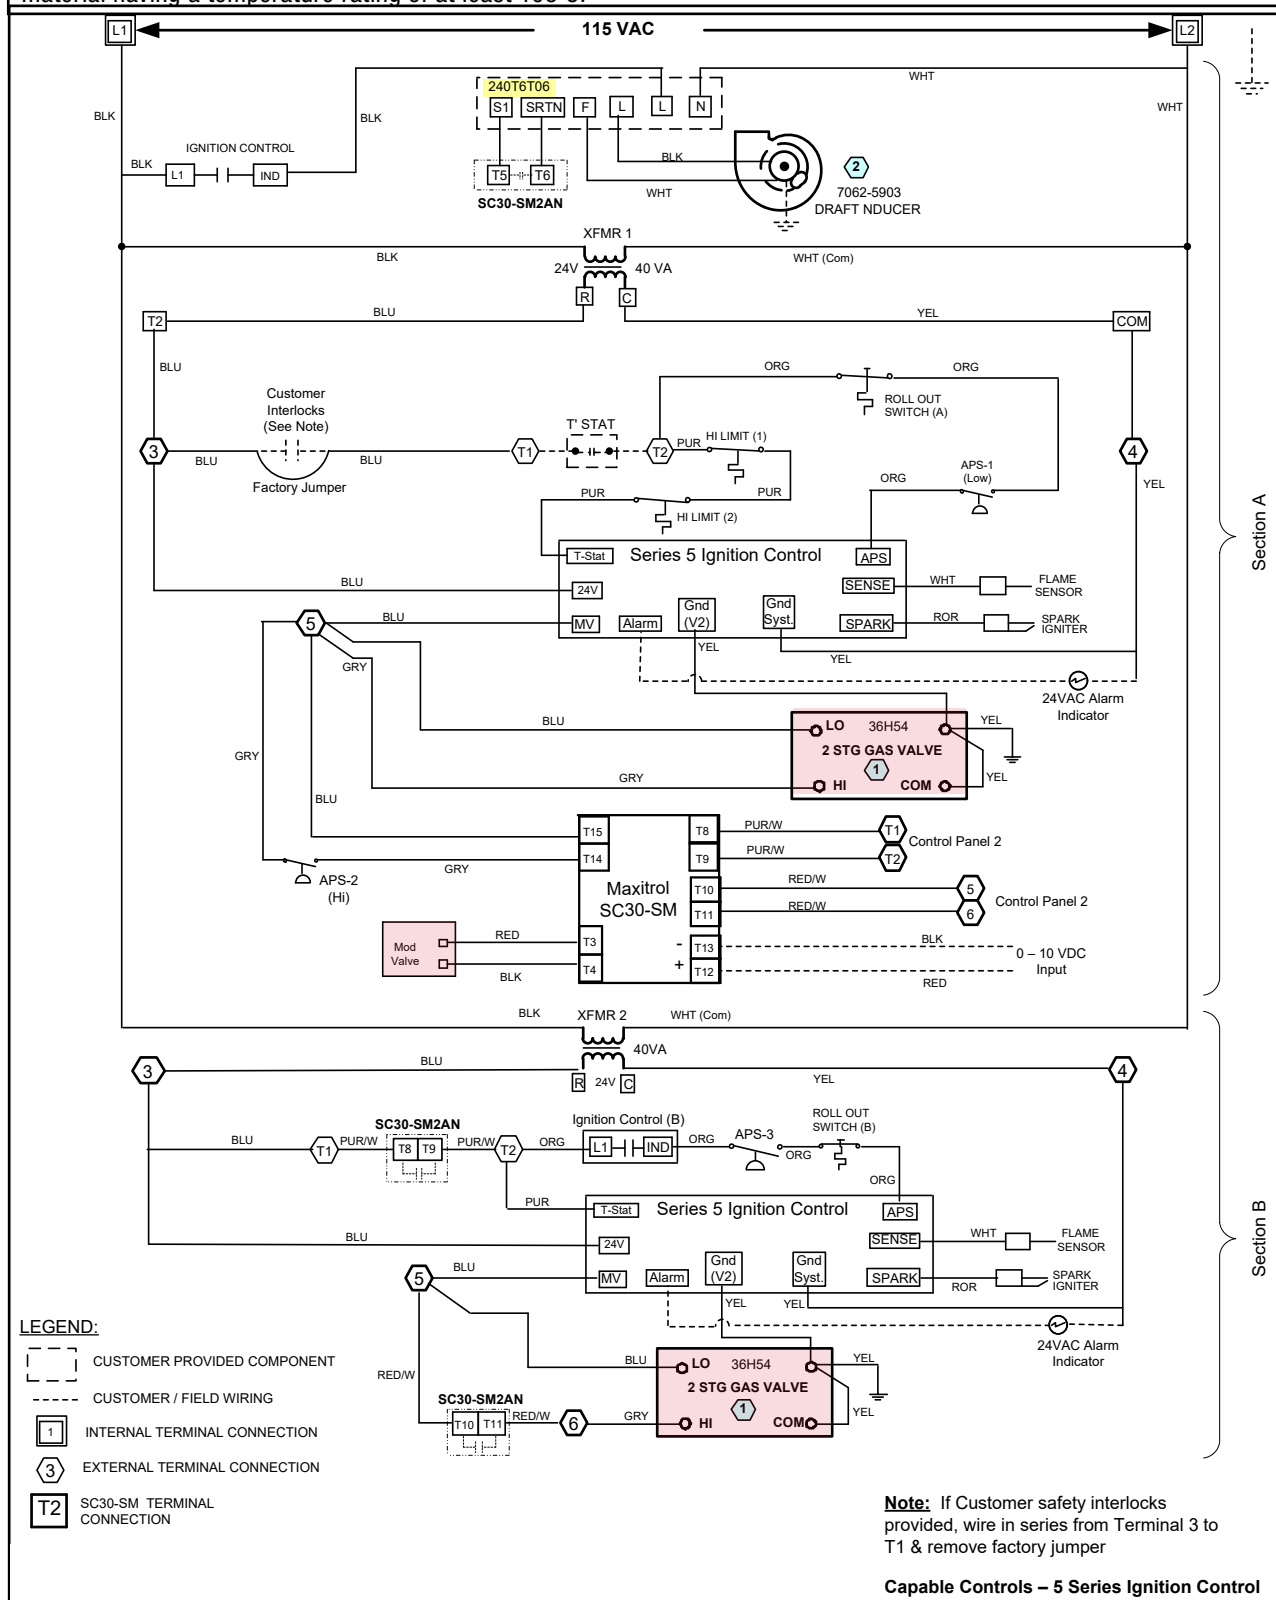 L1
115 VAC
L2
WHT
240T6T06
S1 SRTN F L L N
BLK
BLK
WHT
IGNITION CONTROL
BLK
L1
IND
BLK
WHT
T5 T6
SC30-SM2AN
2
7062-5903
DRAFT NDUCER
XFMR 1
BLK
WHT (Com)
24V
40 VA
R
C
T2
BLU
YEL
COM
BLU
ORG
ORG
Customer
Interlocks
(See Note)
ROLL OUT
SWITCH (A)
T' STAT
3
BLU
BLU
Factory Jumper
T1
T2
PUR
HI LIMIT (1)
4
YEL
ORG
APS-1
(Low)
PUR
PUR
HI LIMIT (2)
T-Stat
Series 5 Ignition Control
APS
BLU
24V
SENSE
WHT
FLAME
SENSOR
5
BLU
MV
Alarm
Gnd
(V2)
Gnd
Syst.
SPARK
ROR
SPARK
IGNITER
GRY
YEL
YEL
24VAC Alarm
Indicator
BLU
LO
36H54
YEL
2 STG GAS VALVE
1
GRY
GRY
HI
COM
YEL
BLU
T15
T8
PUR/W
T1
Control Panel 2
T14
T9
PUR/W
T2
GRY
APS-2
(Hi)
Maxitrol
SC30-SM
T10
RED/W
5
Control Panel 2
T11
RED/W
6
Mod
Valve
RED
T3
-
T13
BLK
0 – 10 VDC
Input
BLK
T4
+
T12
RED
Section A
BLK
XFMR 2
WHT (Com)
40VA
3
BLU
R
24V
C
YEL
4
SC30-SM2AN
Ignition Control (B)
ROLL OUT
SWITCH (B)
BLU
T1
PUR/W
T8 T9
PUR/W
T2
ORG
L1
IND
ORG
APS-3
ORG
ORG
PUR
T-Stat
Series 5 Ignition Control
APS
BLU
24V
SENSE
WHT
FLAME
SENSOR
5
BLU
MV
Alarm
Gnd
(V2)
Gnd
Syst.
SPARK
ROR
SPARK
IGNITER
YEL
YEL
24VAC Alarm
Indicator
BLU
LO
36H54
YEL
2 STG GAS VALVE
1
RED/W
SC30-SM2AN
T10 T11
RED/W
6
GRY
HI
COM
YEL
Section B
LEGEND:
CUSTOMER PROVIDED COMPONENT
CUSTOMER / FIELD WIRING
1
INTERNAL TERMINAL CONNECTION
3
EXTERNAL TERMINAL CONNECTION
T2
SC30-SM TERMINAL
CONNECTION
Note: If Customer safety interlocks
provided, wire in series from Terminal 3 to
T1 & remove factory jumper
Capable Controls – 5 Series Ignition Control